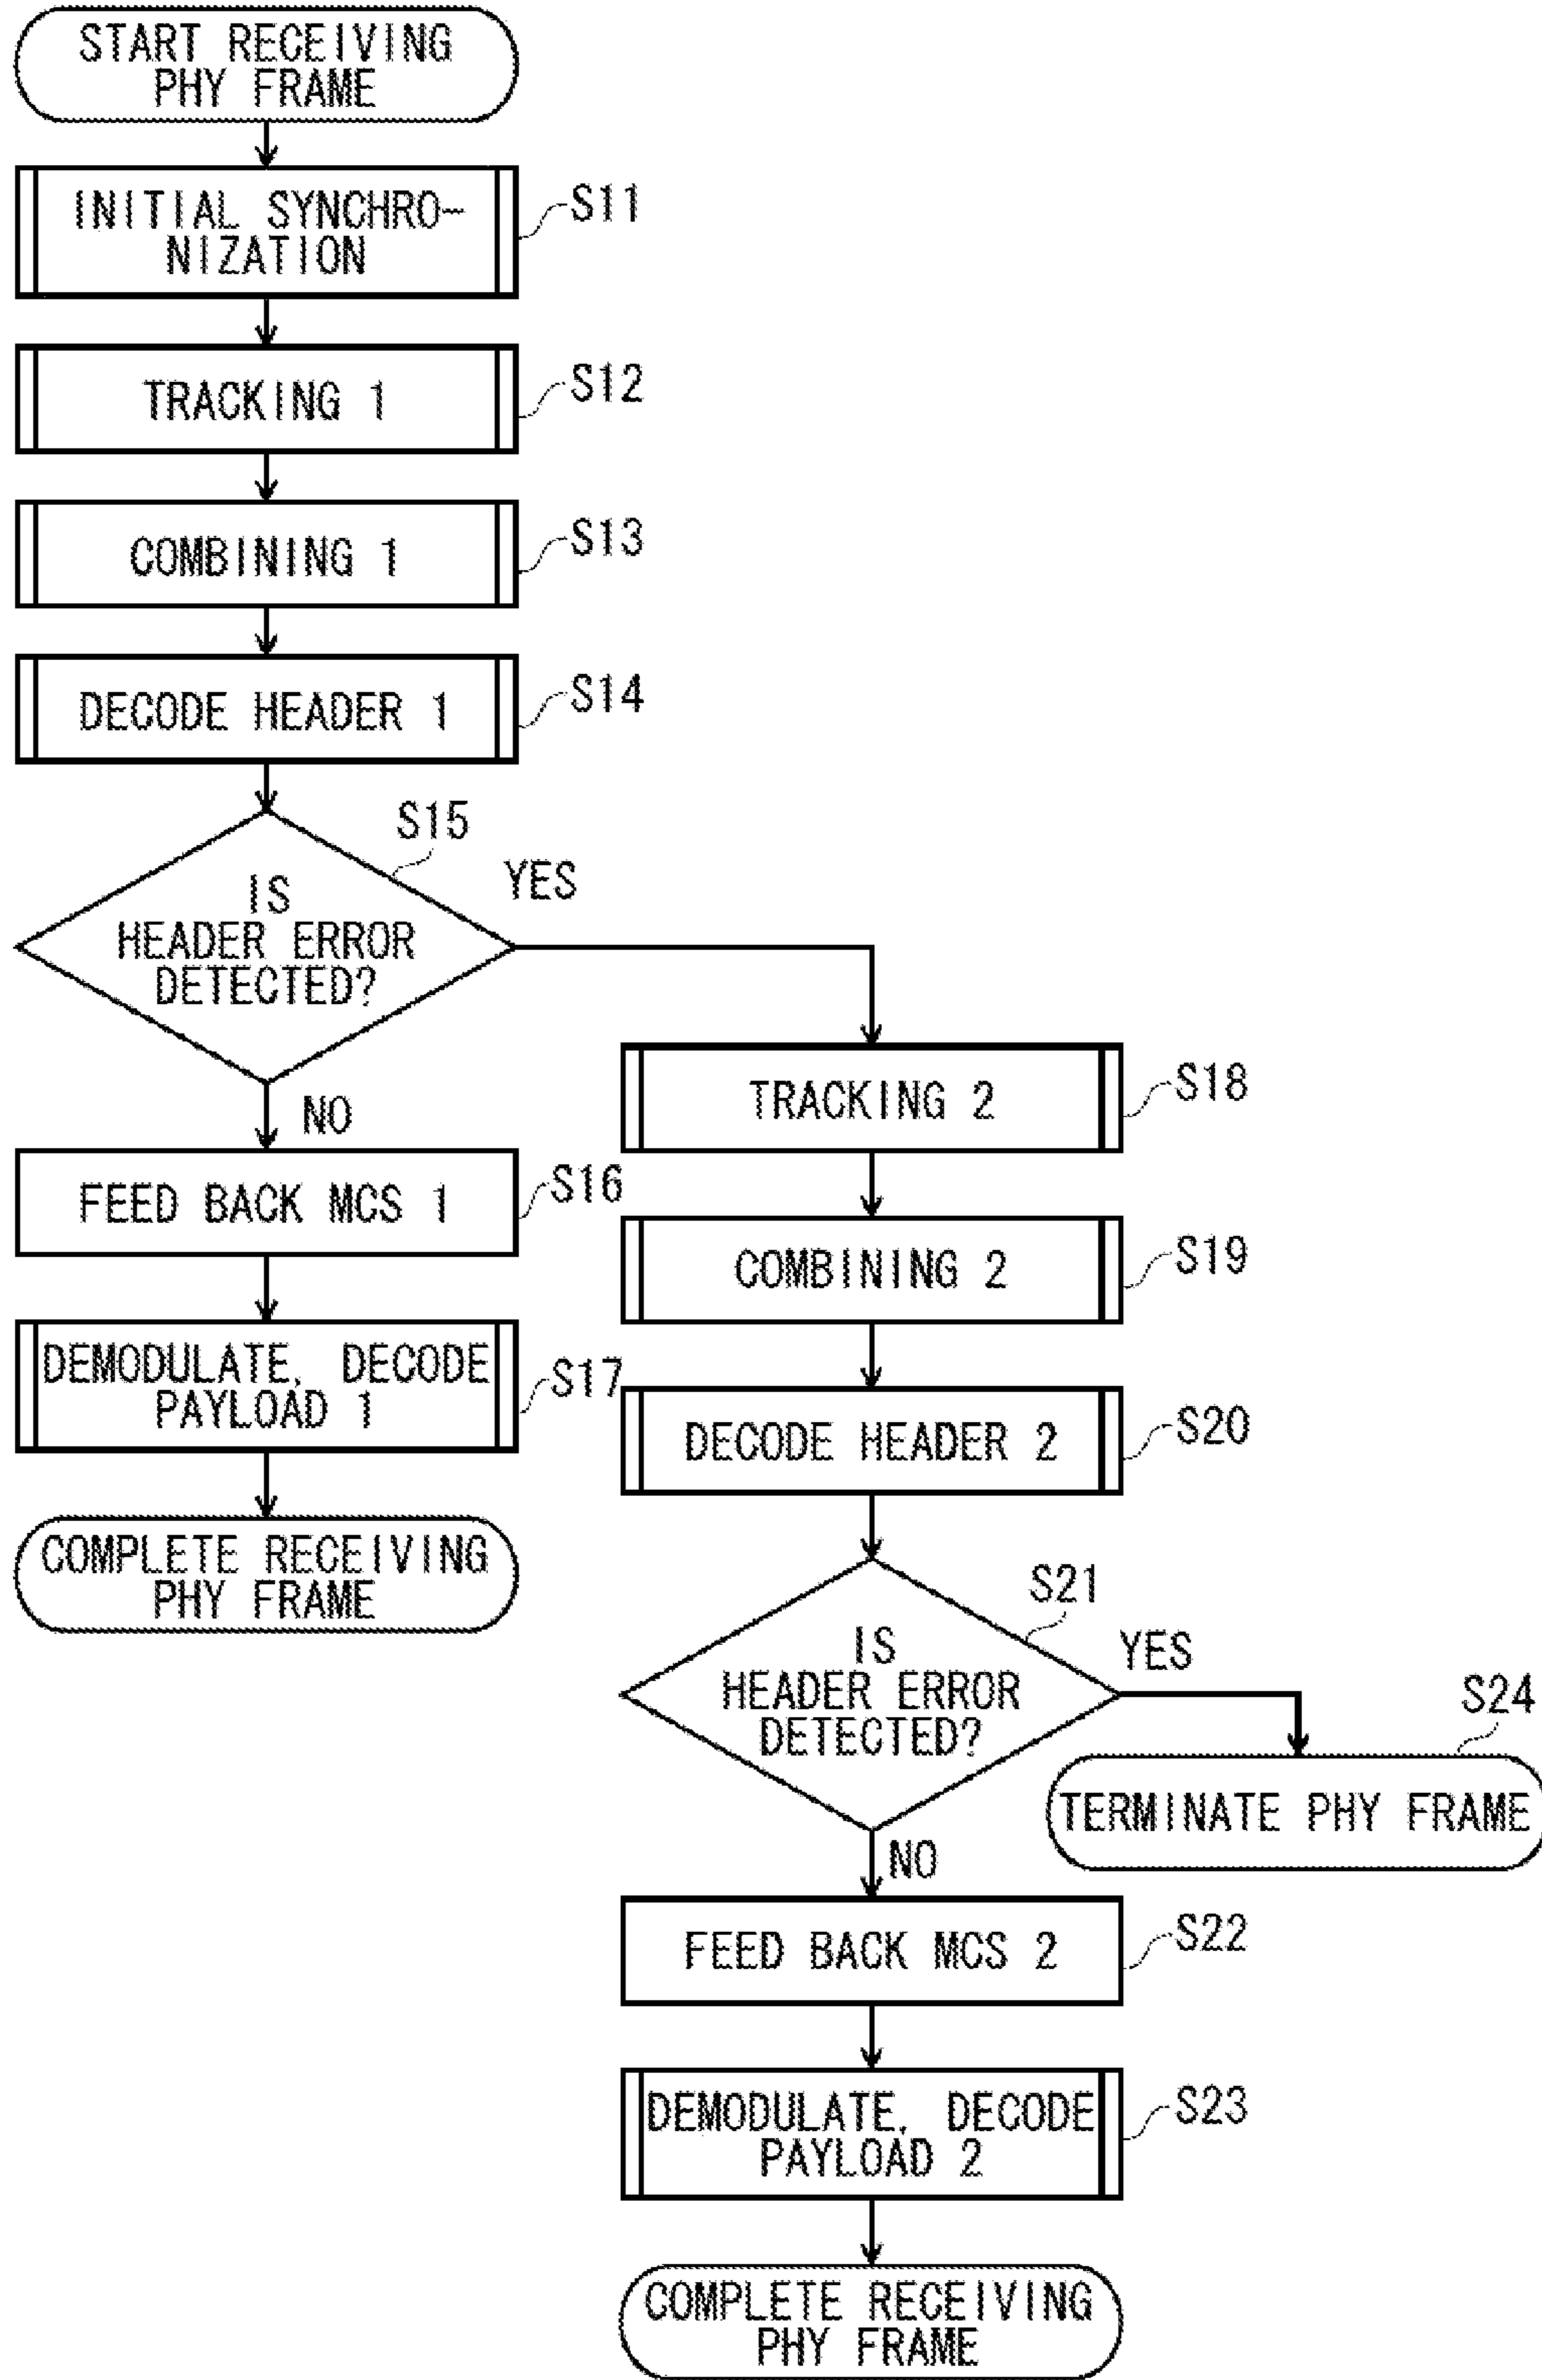 START RECEIVING
PHY FRAME
INITIAL SYNCHRO-
NIZATION
S11
TRACKING 1
S12
COMBINING 1
S13
DECODE HEADER 1
S14
S15
IS
HEADER ERROR
DETECTED?
YES
NO
FEED BACK MCS 1
S16
DEMODULATE, DECODE
PAYLOAD 1
S17
COMPLETE RECEIVING
PHY FRAME
TRACKING 2
S18
COMBINING 2
S19
DECODE HEADER 2
S20
S21
IS
HEADER ERROR
DETECTED?
YES
S24
TERMINATE PHY FRAME
NO
FEED BACK MCS 2
S22
DEMODULATE, DECODE
PAYLOAD 2
S23
COMPLETE RECEIVING
PHY FRAME